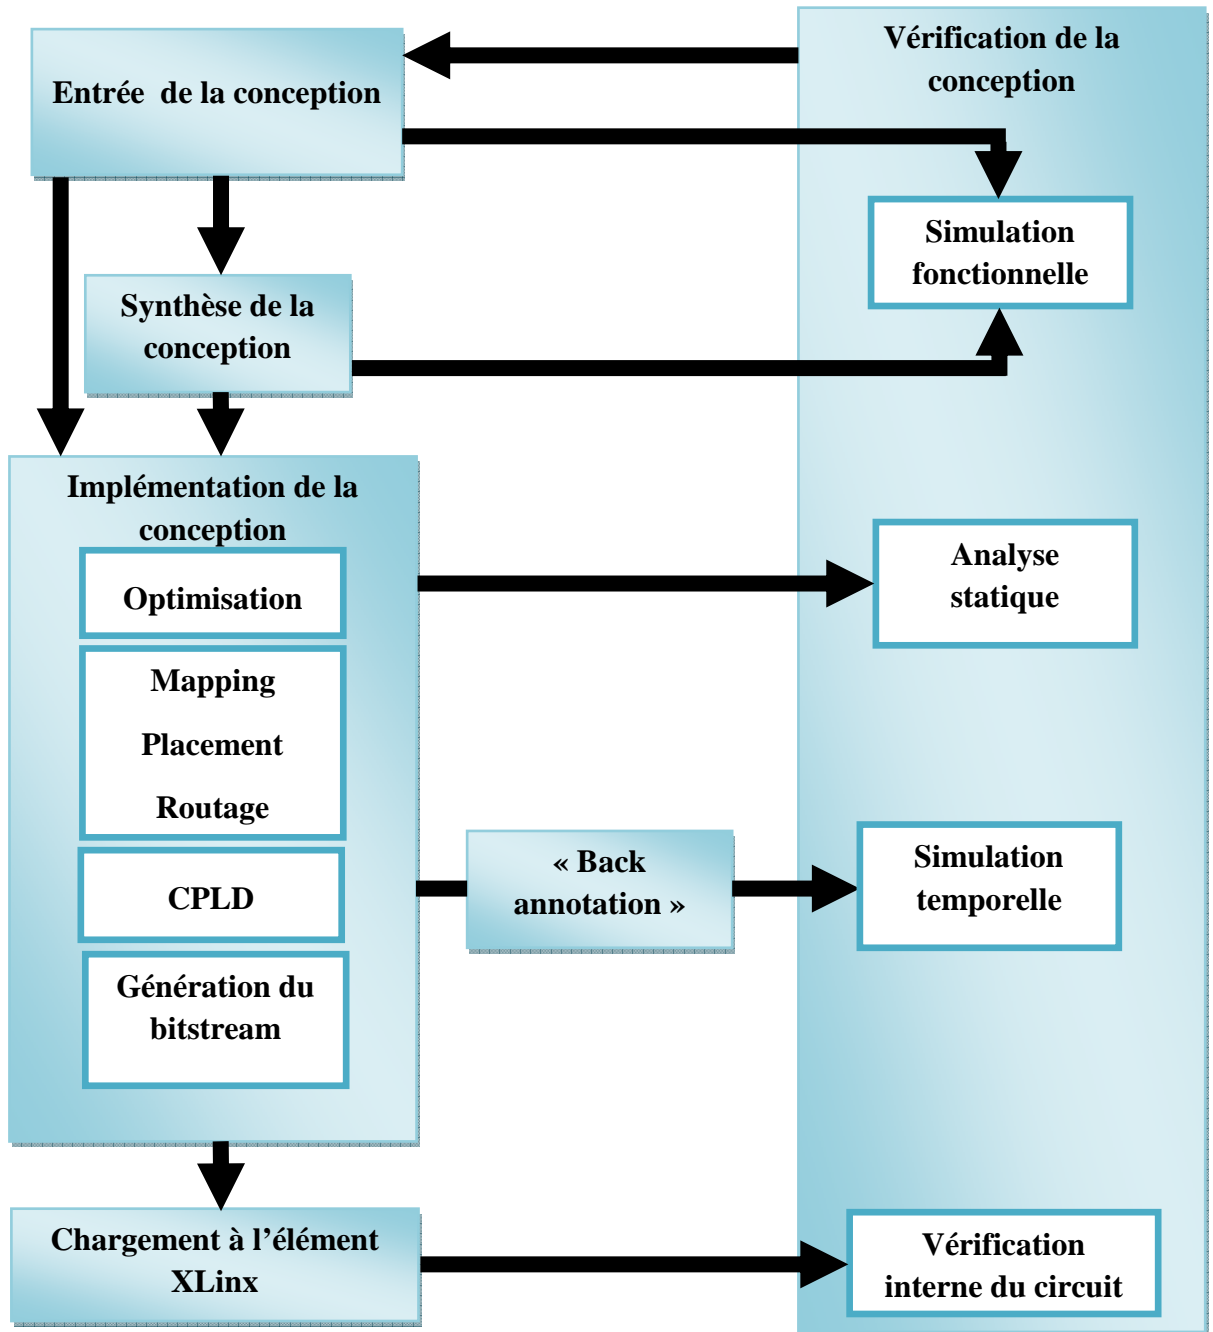 Entrée de la conception
Vérification de la
conception
Simulation
fonctionnelle
Synthèse de la
conception
Implémentation de la
conception
Optimisation
Mapping
Placement
Routage
CPLD
Génération du
bitstream
Analyse
statique
« Back
annotation »
Simulation
temporelle
Chargement à l’élément
XLinx
Vérification
interne du circuit